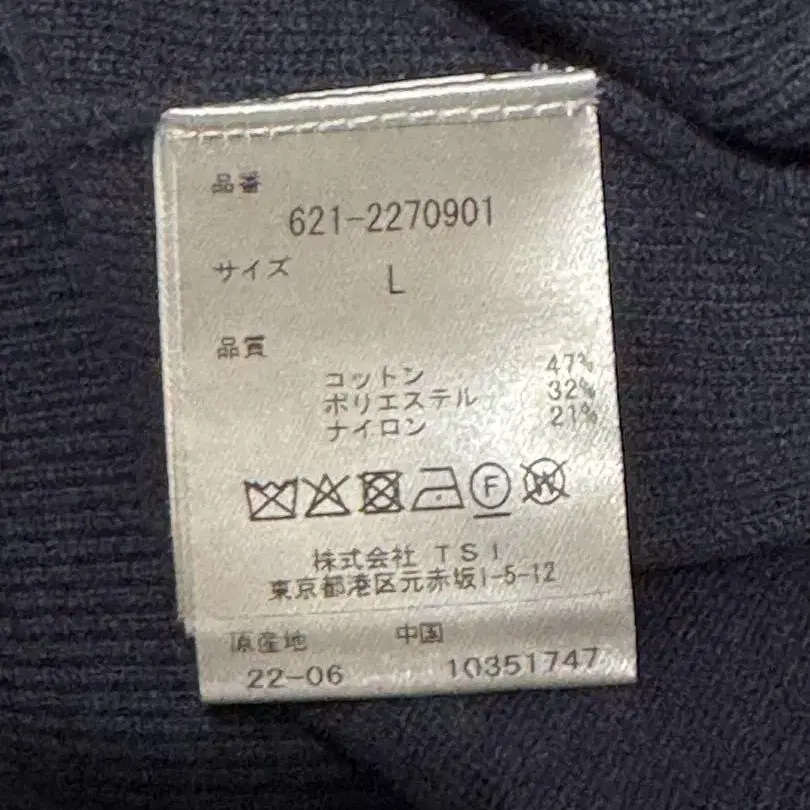 品番
621-2270901
サイズ
L
品質
コットン 47%
ポリエステル 32%
ナイロン 21%
F W
株式会社 TSI
東京都港区元赤坂1-5-12
原産地 中国
22-06 10351747